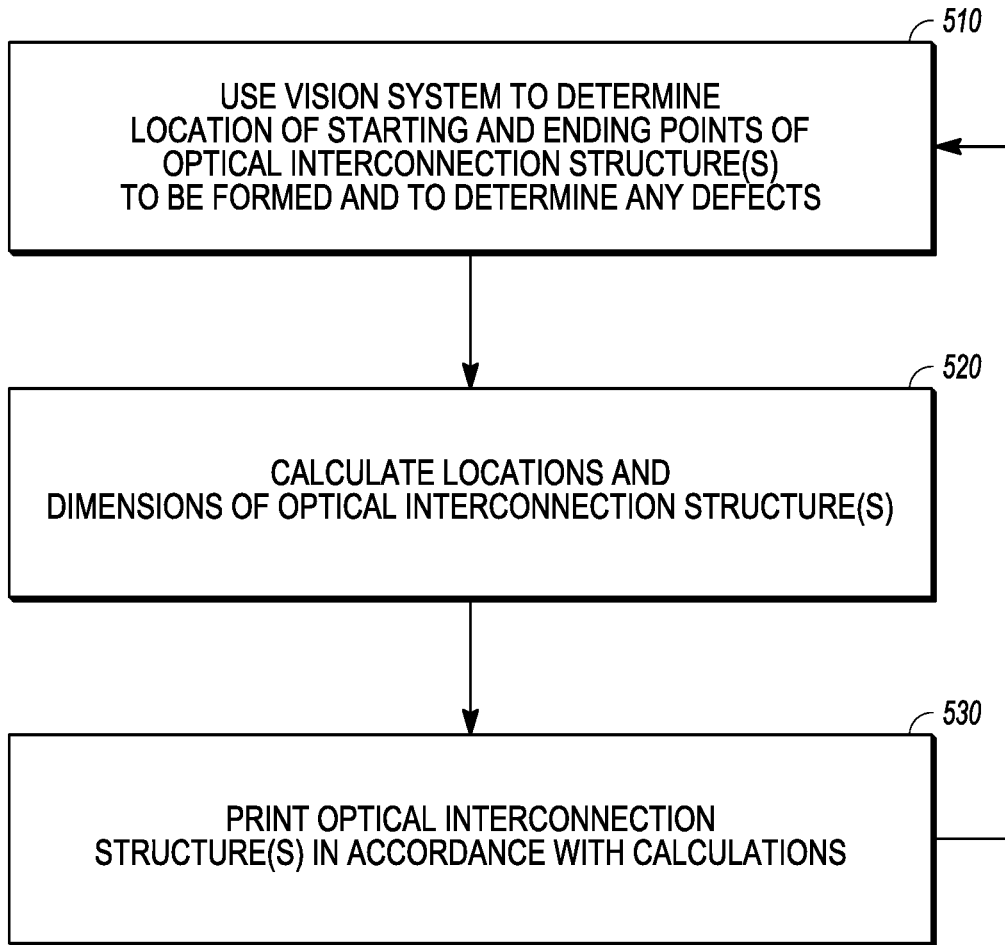 510
USE VISION SYSTEM TO DETERMINE
LOCATION OF STARTING AND ENDING POINTS OF
OPTICAL INTERCONNECTION STRUCTURE(S)
TO BE FORMED AND TO DETERMINE ANY DEFECTS
520
CALCULATE LOCATIONS AND
DIMENSIONS OF OPTICAL INTERCONNECTION STRUCTURE(S)
530
PRINT OPTICAL INTERCONNECTION
STRUCTURE(S) IN ACCORDANCE WITH CALCULATIONS